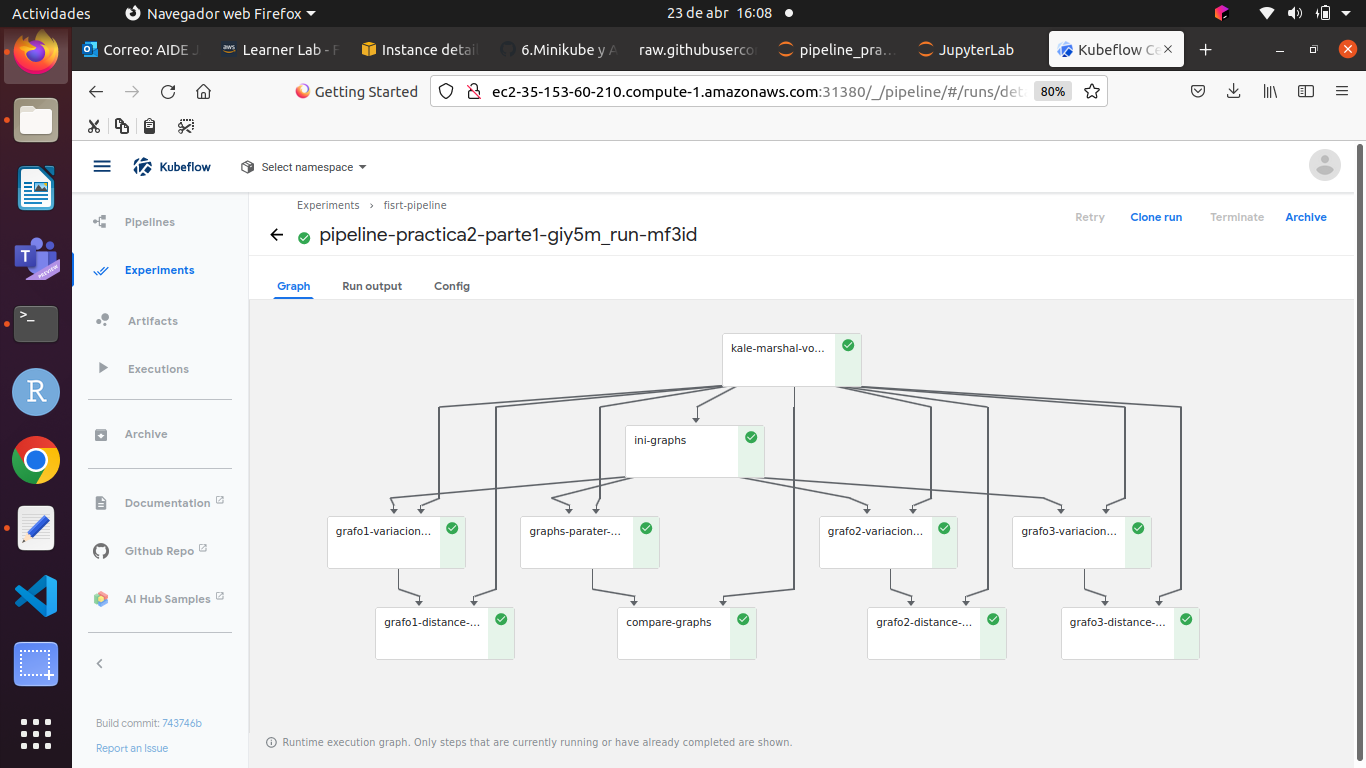 Actividades
Navegador web Firefox
23 de abr 16:08
Correo: AIDE J
aws Learner Lab - F
Instance detail
6.Minikube y A
raw.githubusercon
pipeline_pra…
JupyterLab
Kubeflow Ce
Getting Started
ec2-35-153-60-210.compute-1.amazonaws.com:31380/_/pipeline/#/runs/det
80%
Kubeflow
Select namespace
Pipelines
Experiments
Artifacts
Executions
Archive
Documentation
Github Repo
AI Hub Samples
Build commit: 743746b
Report an Issue
Experiments › fisrt-pipeline
pipeline-practica2-parte1-giy5m_run-mf3id
Retry
Clone run
Terminate
Archive
Graph
Run output
Config
kale-marshal-vo...
ini-graphs
grafo1-variacion...
graphs-parater-...
grafo2-variacion...
grafo3-variacion...
grafo1-distance-...
compare-graphs
grafo2-distance-...
grafo3-distance-...
Runtime execution graph. Only steps that are currently running or have already completed are shown.
T
PREVIEW
>_
R